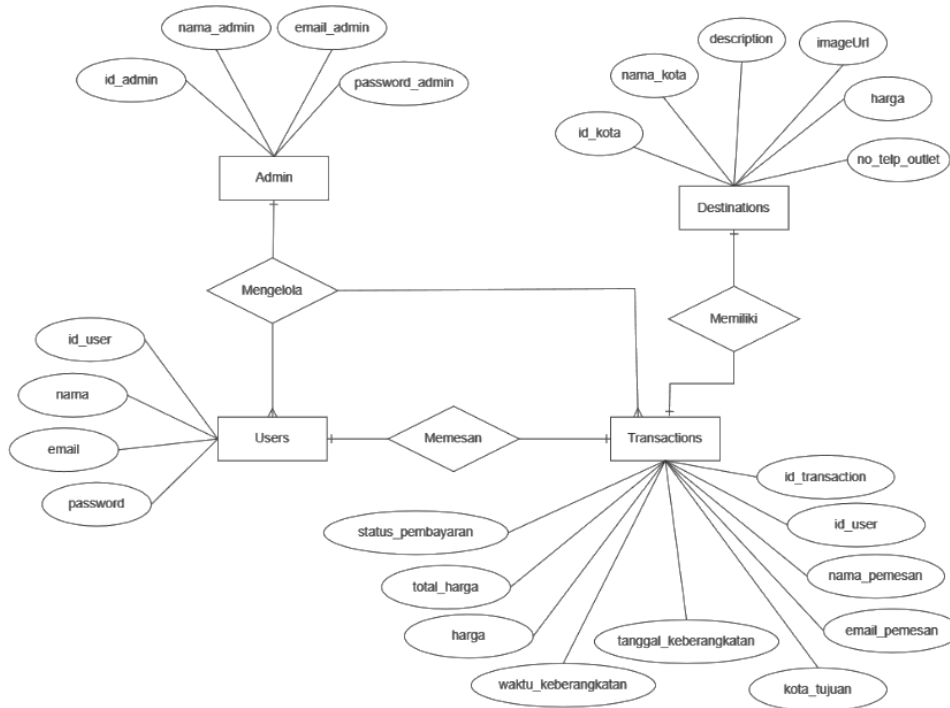 nama_admin
email_admin
id_admin
password_admin
Admin
description
imageUrl
nama_kota
harga
id_kota
no_telp_outlet
Destinations
Mengelola
Memiliki
id_user
nama
email
password
Users
Memesan
Transactions
id_transaction
id_user
nama_pemesan
email_pemesan
kota_tujuan
tanggal_keberangkatan
waktu_keberangkatan
harga
total_harga
status_pembayaran